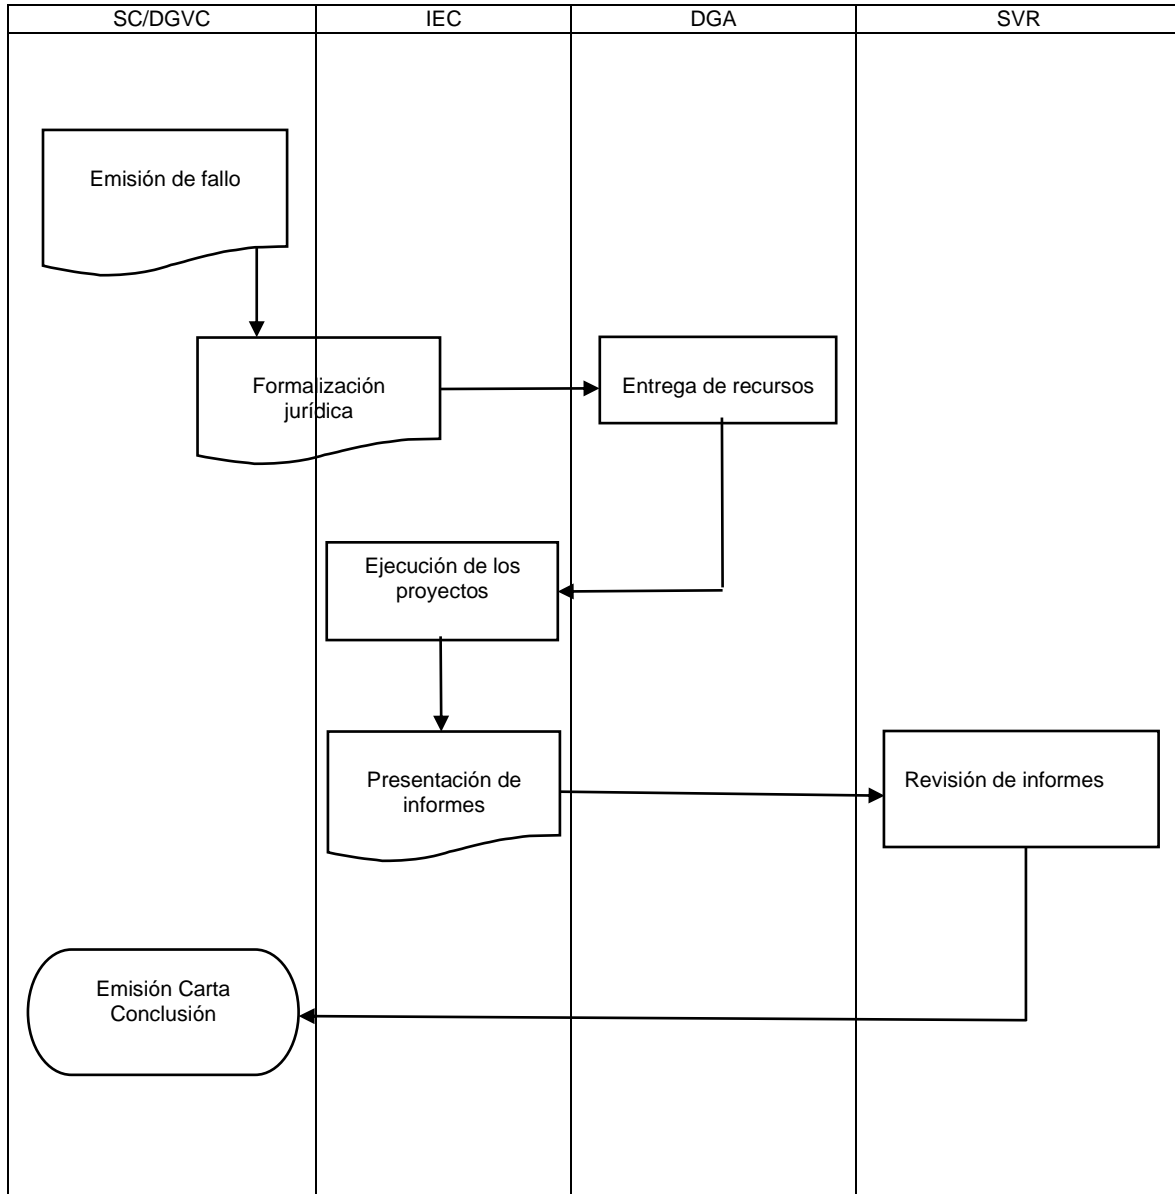 SC/DGVC
IEC
DGA
SVR
Emisión de fallo
Formalización
jurídica
Entrega de recursos
Ejecución de los
proyectos
Presentación de
informes
Revisión de informes
Emisión Carta
Conclusión